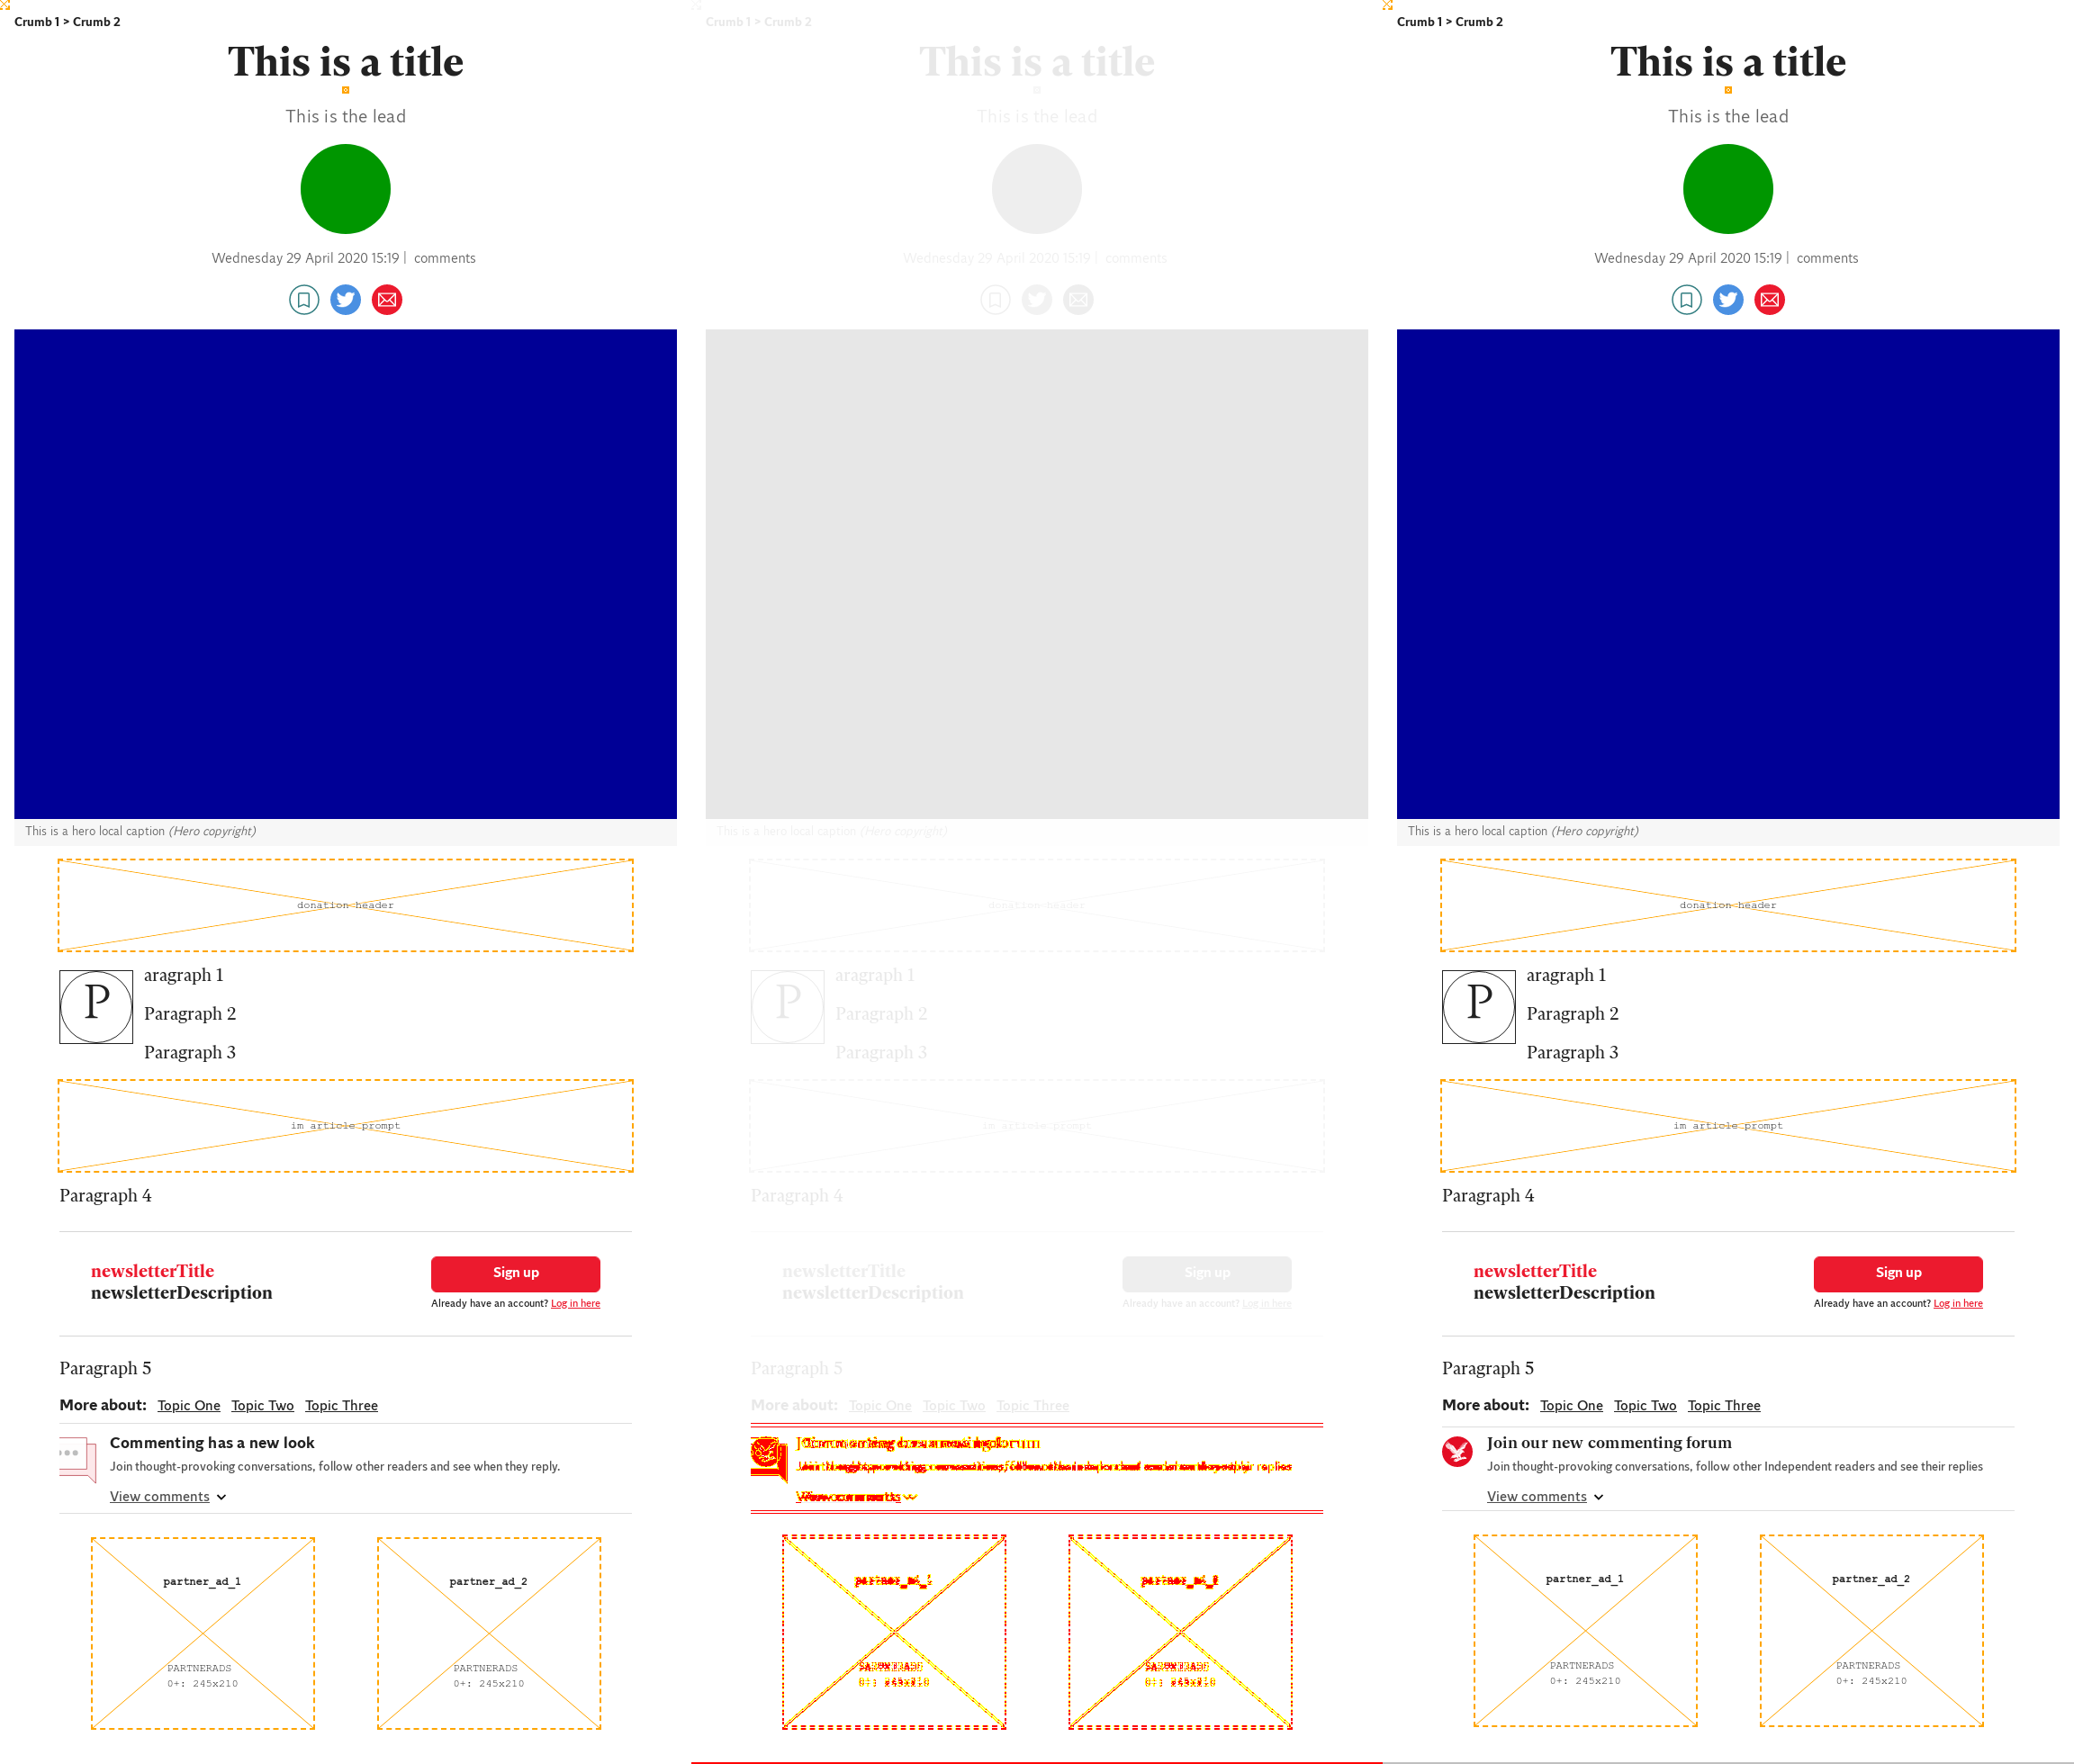 Crumb 1 > Crumb 2
This is a title
This is the lead
Wednesday 29 April 2020 15:19 | comments
This is a hero local caption (Hero copyright)
donation header
P
aragraph 1
Paragraph 2
Paragraph 3
im article prompt
Paragraph 4
newsletterTitle
newsletterDescription
Sign up
Already have an account? Log in here
Paragraph 5
More about: Topic One Topic Two Topic Three
Commenting has a new look
Join thought-provoking conversations, follow other readers and see when they reply.
View comments
partner_ad_1
PARTNERADS
0+: 245x210
partner_ad_2
PARTNERADS
0+: 245x210
Crumb 1 > Crumb 2
This is a title
This is the lead
Wednesday 29 April 2020 15:19 | comments
This is a hero local caption (Hero copyright)
donation header
P
aragraph 1
Paragraph 2
Paragraph 3
im article prompt
Paragraph 4
newsletterTitle
newsletterDescription
Sign up
Already have an account? Log in here
Paragraph 5
More about: Topic One Topic Two Topic Three
Crumb 1 > Crumb 2
This is a title
This is the lead
Wednesday 29 April 2020 15:19 | comments
This is a hero local caption (Hero copyright)
donation header
P
aragraph 1
Paragraph 2
Paragraph 3
im article prompt
Paragraph 4
newsletterTitle
newsletterDescription
Sign up
Already have an account? Log in here
Paragraph 5
More about: Topic One Topic Two Topic Three
Join our new commenting forum
Join thought-provoking conversations, follow other Independent readers and see their replies
View comments
partner_ad_1
PARTNERADS
0+: 245x210
partner_ad_2
PARTNERADS
0+: 245x210